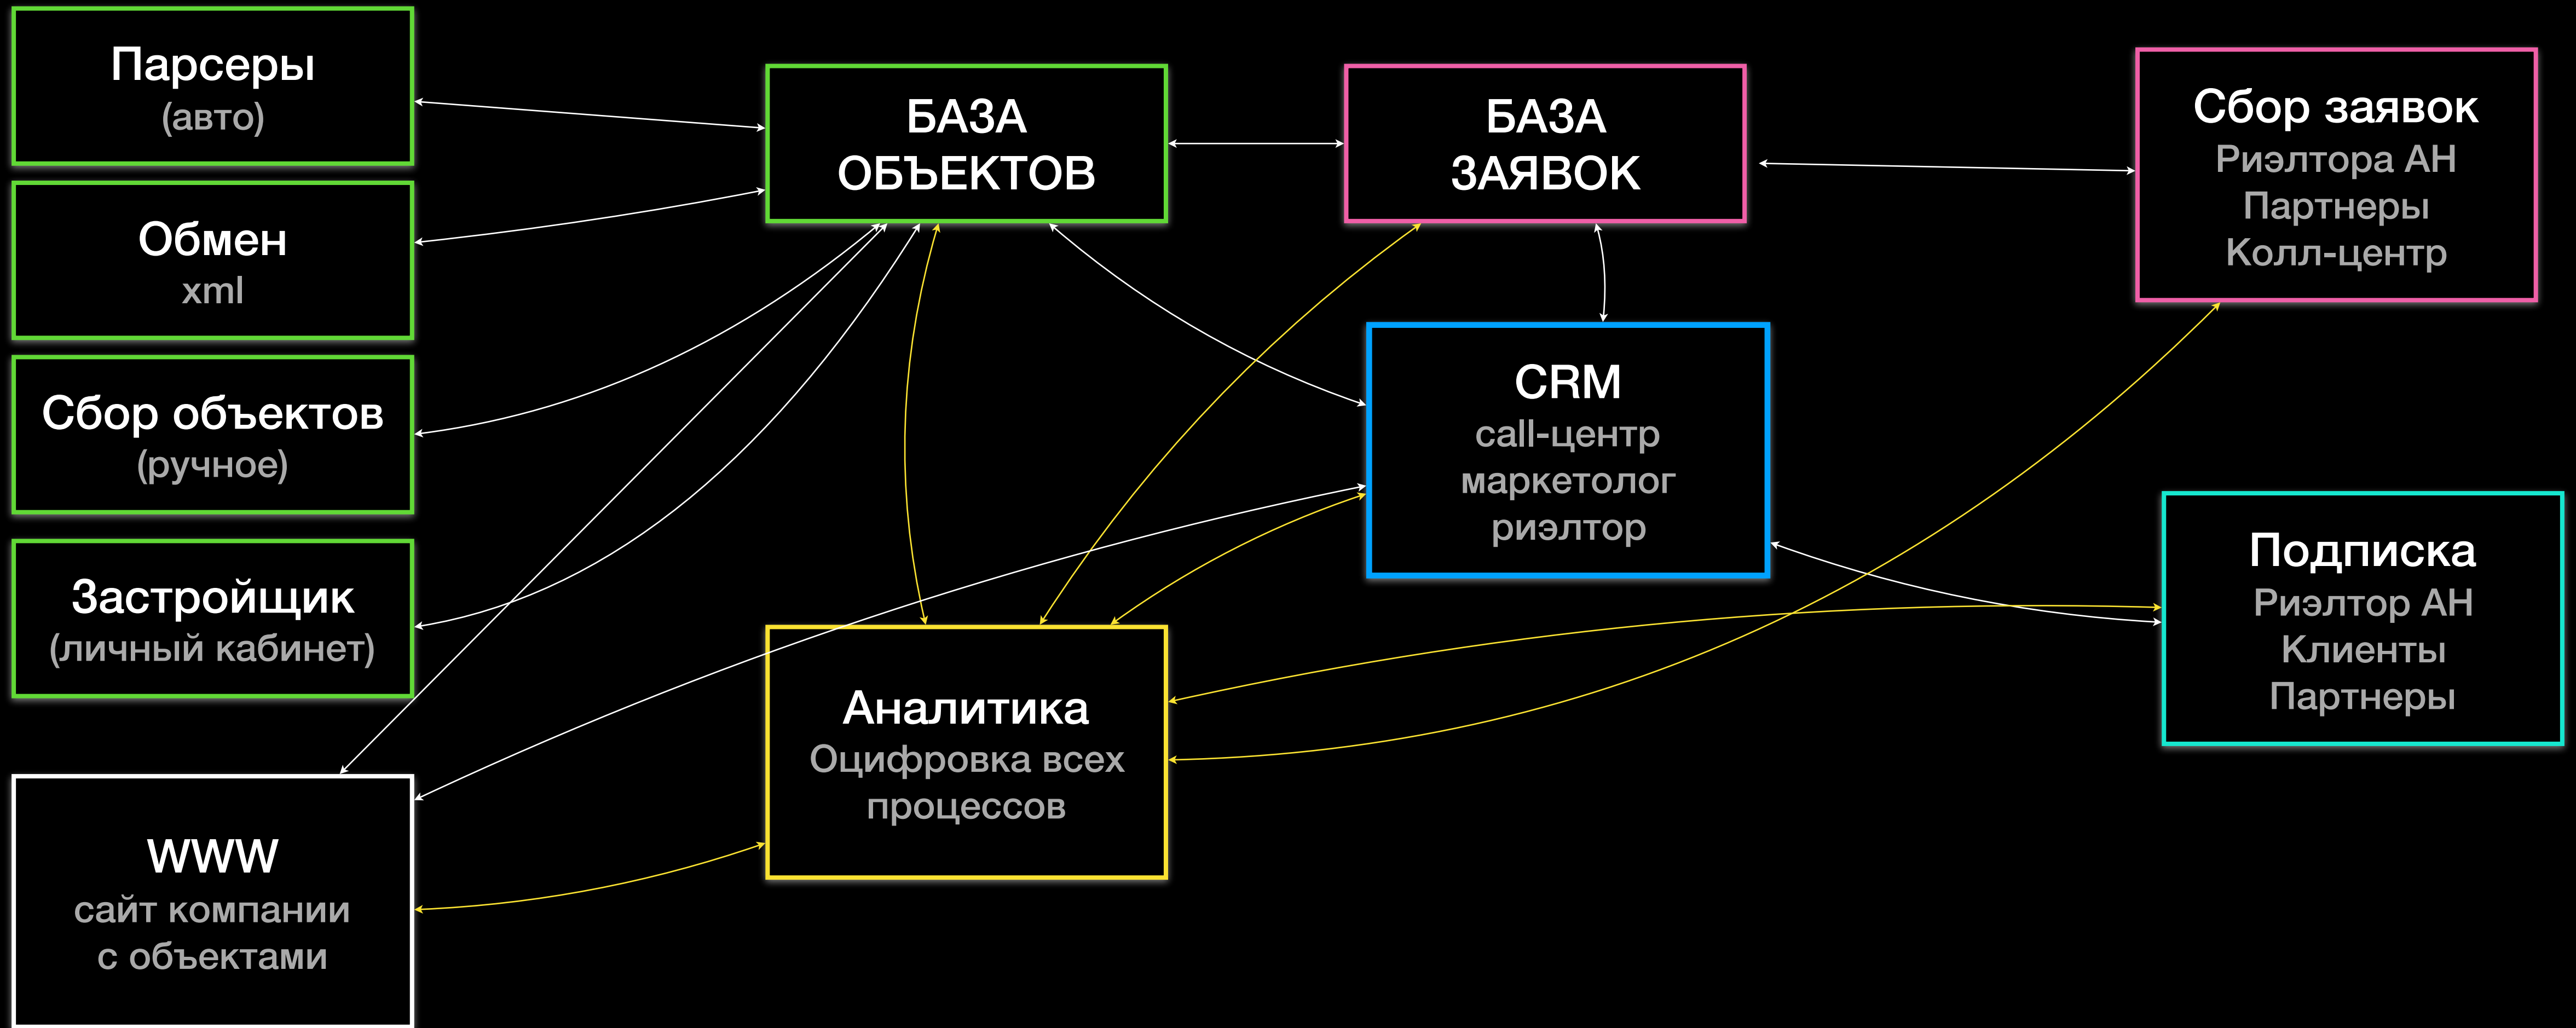 Парсеры
(авто)
Обмен
xml
Сбор объектов
(ручное)
Застройщик
(личный кабинет)
WWW
сайт компании
с объектами
БАЗА
ОБЪЕКТОВ
БАЗА
ЗАЯВОК
CRM
call-центр
маркетолог
риэлтор
Аналитика
Оцифровка всех
процессов
Сбор заявок
Риэлтора АН
Партнеры
Колл-центр
Подписка
Риэлтор АН
Клиенты
Партнеры